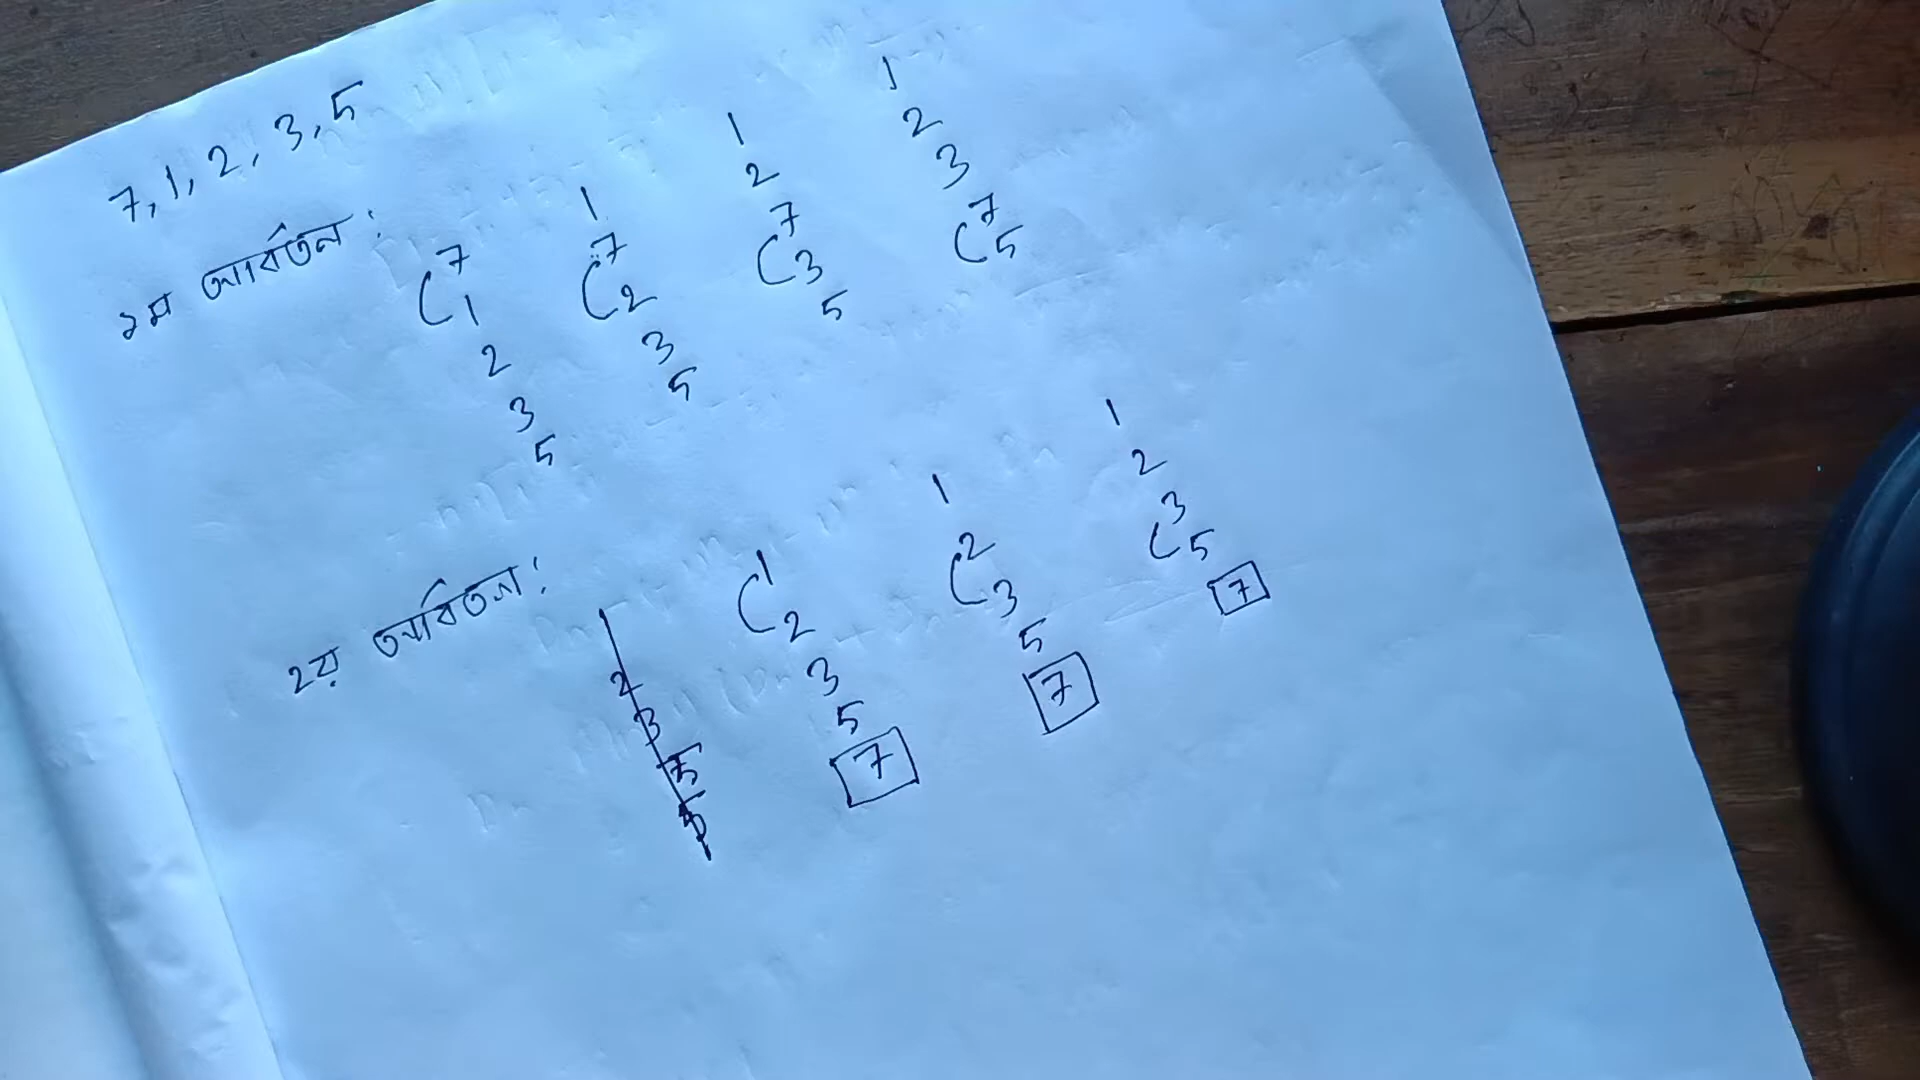 7, 1, 2, 3, 5
১ম আবর্তন :
7 1 1 1
1 7 2 2
2 2 7 3
3 3 3 7
5 5 5 5
২য় আবর্তন :
1 1 1
2 2 2
3 3 3
5 5 5
7 7 7